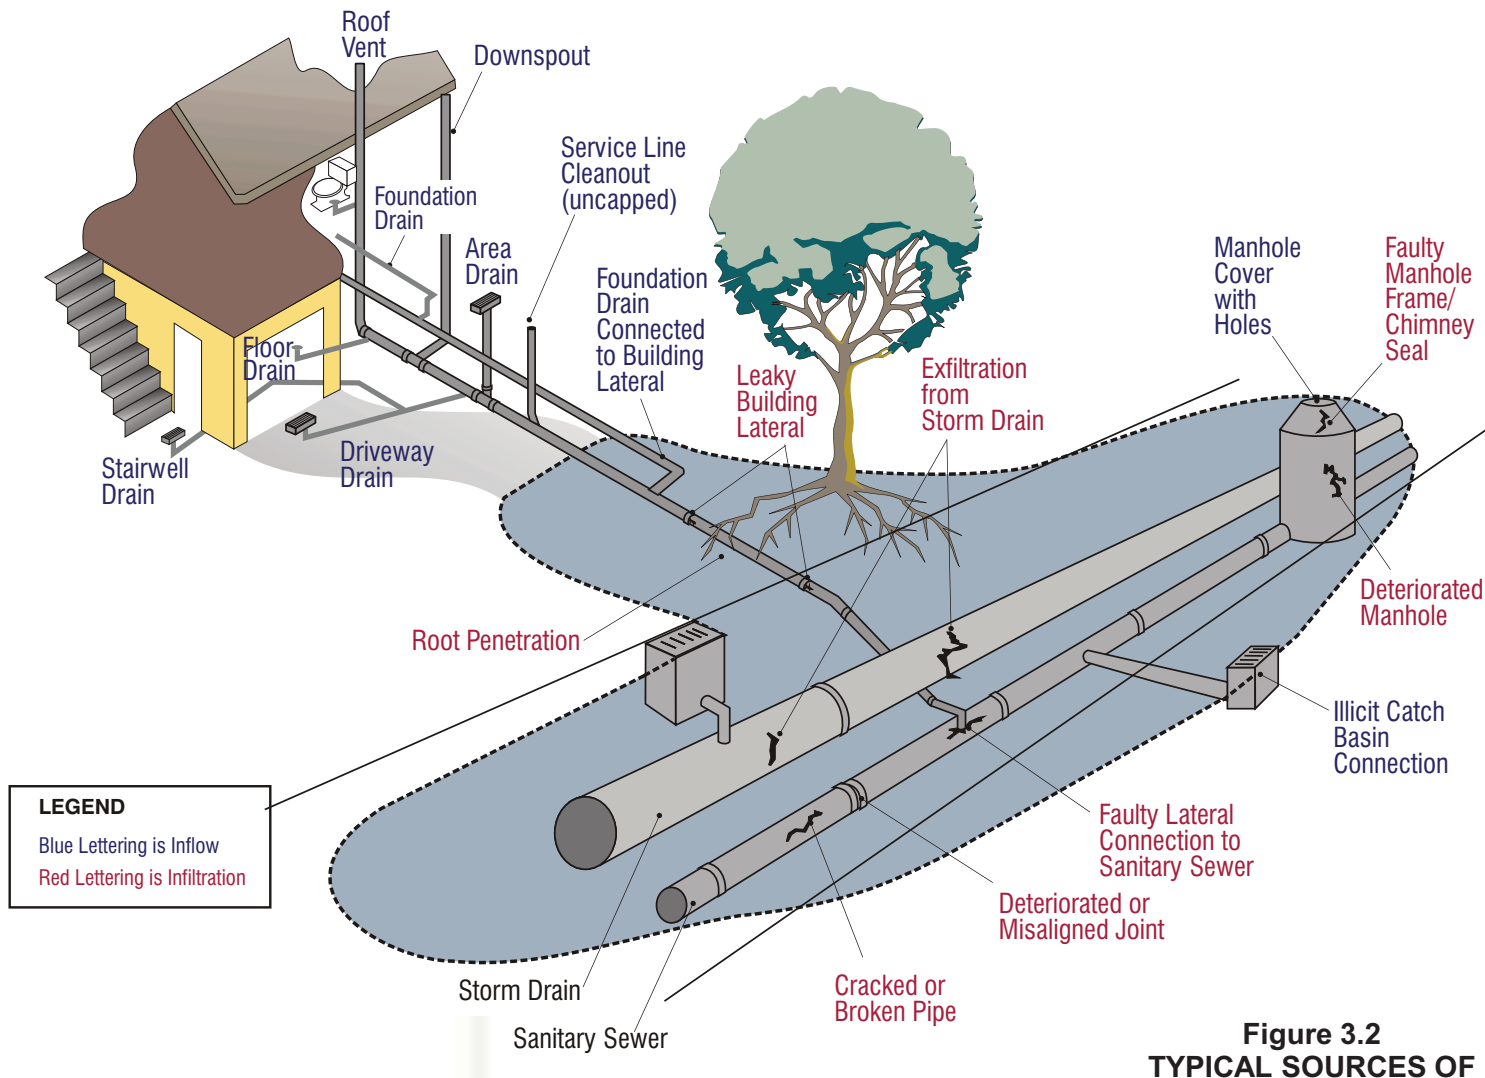 Roof
Vent
Downspout
Service Line
Cleanout
(uncapped)
Foundation
Drain
Area
Drain
Foundation
Drain
Connected
to Building
Lateral
Manhole
Cover
with
Holes
Faulty
Manhole
Frame/
Chimney
Seal
Floor
Drain
Leaky
Building
Lateral
Exfiltration
from
Storm Drain
Stairwell
Drain
Driveway
Drain
Root Penetration
Deteriorated
Manhole
Illicit Catch
Basin
Connection
LEGEND
Blue Lettering is Inflow
Red Lettering is Infiltration
Faulty Lateral
Connection to
Sanitary Sewer
Deteriorated or
Misaligned Joint
Storm Drain
Cracked or
Broken Pipe
Sanitary Sewer
Figure 3.2
TYPICAL SOURCES OF